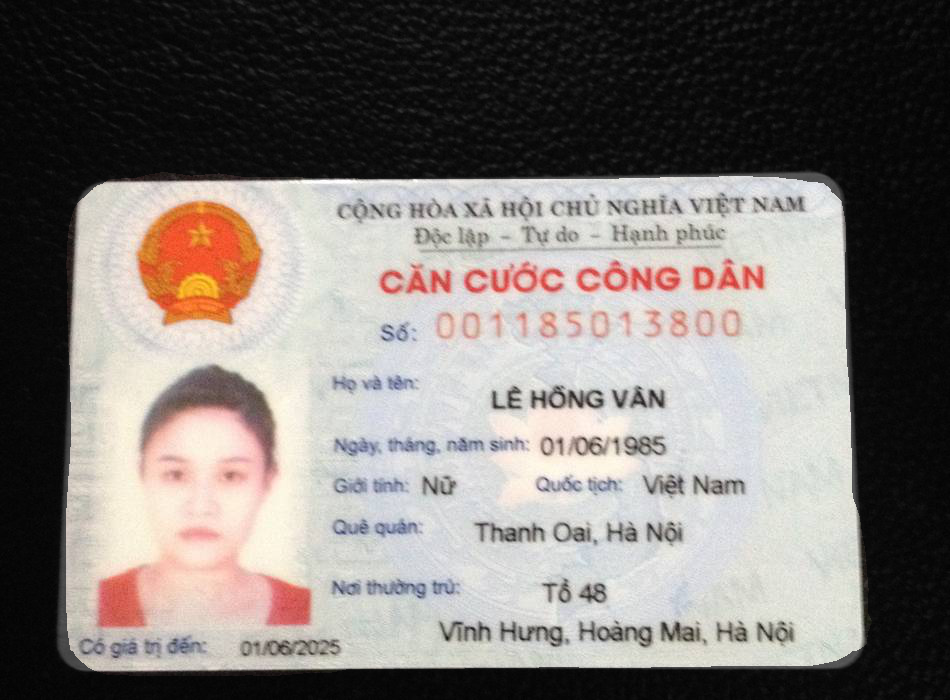 CỘNG HÒA XÃ HỘI CHỦ NGHĨA VIỆT NAM
Độc lập – Tự do – Hạnh phúc
CĂN CƯỚC CÔNG DÂN
Số: 001185013800
Họ và tên: LÊ HỒNG VÂN
Ngày, tháng, năm sinh: 01/06/1985
Giới tính: Nữ Quốc tịch: Việt Nam
Quê quán: Thanh Oai, Hà Nội
Nơi thường trú: Tổ 48
Vĩnh Hưng, Hoàng Mai, Hà Nội
Có giá trị đến: 01/06/2025